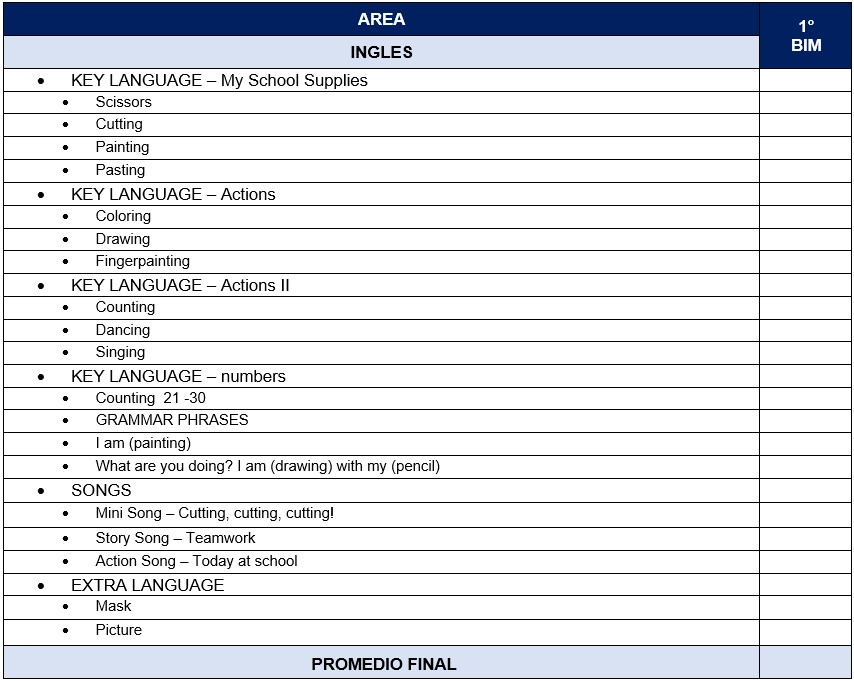 AREA
1° BIM
INGLES
• KEY LANGUAGE – My School Supplies
• Scissors
• Cutting
• Painting
• Pasting
• KEY LANGUAGE – Actions
• Coloring
• Drawing
• Fingerpainting
• KEY LANGUAGE – Actions II
• Counting
• Dancing
• Singing
• KEY LANGUAGE – numbers
• Counting  21 -30
• GRAMMAR PHRASES
• I am (painting)
• What are you doing? I am (drawing) with my (pencil)
• SONGS
• Mini Song – Cutting, cutting, cutting!
• Story Song – Teamwork
• Action Song – Today at school
• EXTRA LANGUAGE
• Mask
• Picture
PROMEDIO FINAL